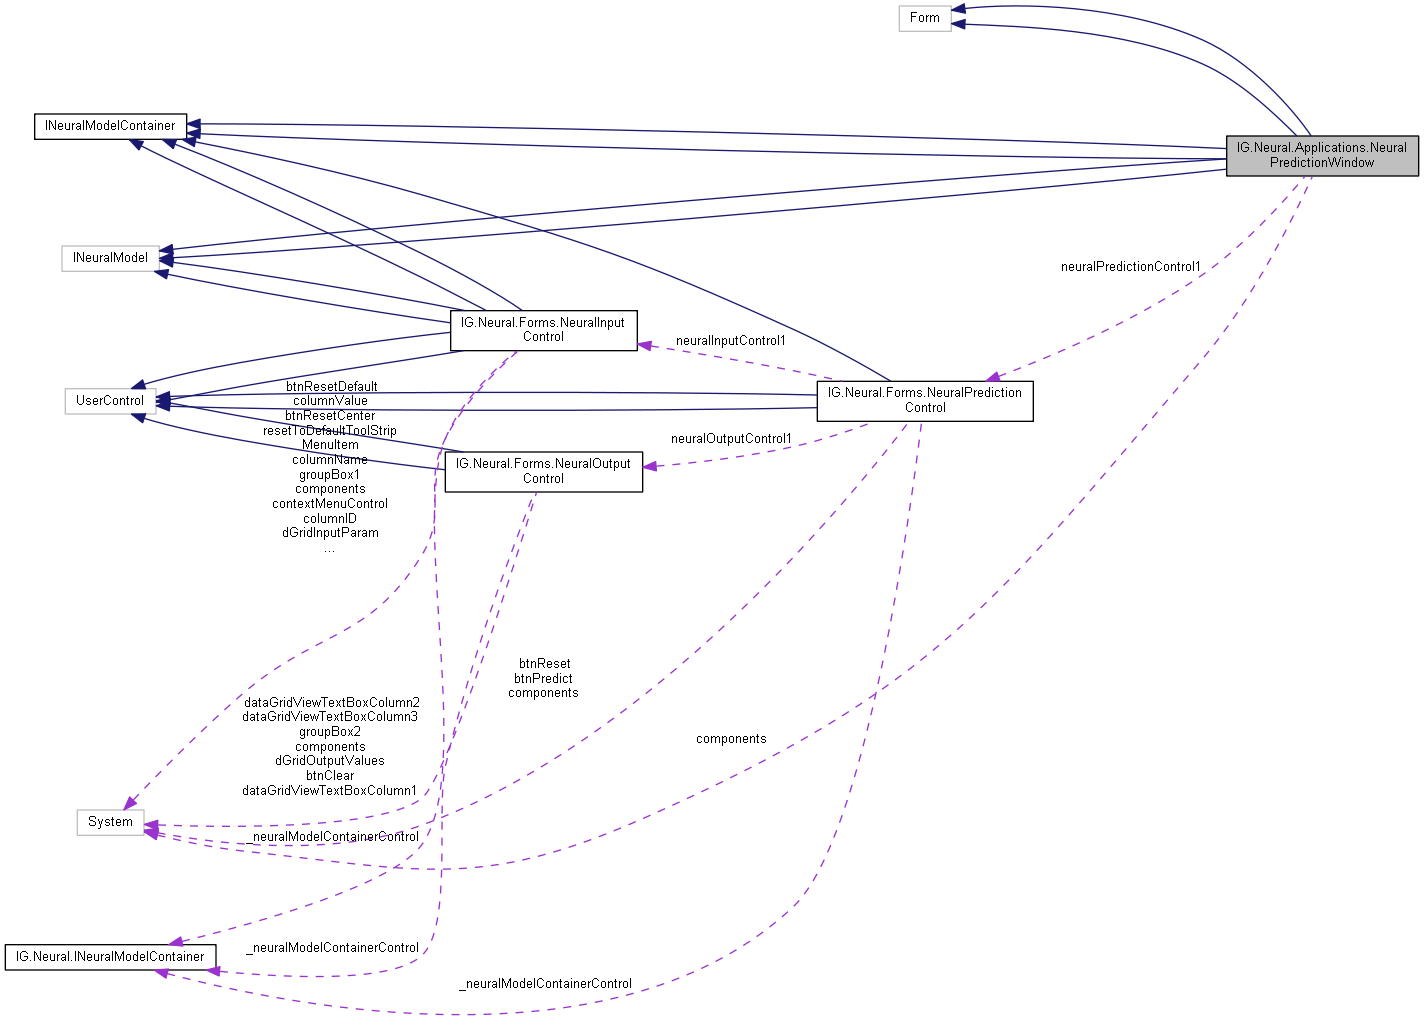 Form
INeuralModelContainer
IG.Neural.Applications.Neural
PredictionWindow
INeuralModel
neuralPredictionControl1
IG.Neural.Forms.NeuralInput
Control
neuralInputControl1
UserControl
IG.Neural.Forms.NeuralPrediction
Control
btnResetDefault
columnValue
btnResetCenter
resetToDefaultToolStrip
MenuItem
columnName
groupBox1
components
contextMenuControl
columnID
dGridInputParam
...
neuralOutputControl1
IG.Neural.Forms.NeuralOutput
Control
btnReset
btnPredict
components
dataGridViewTextBoxColumn2
dataGridViewTextBoxColumn3
groupBox2
components
dGridOutputValues
btnClear
dataGridViewTextBoxColumn1
components
System
_neuralModelContainerControl
IG.Neural.INeuralModelContainer
_neuralModelContainerControl
_neuralModelContainerControl